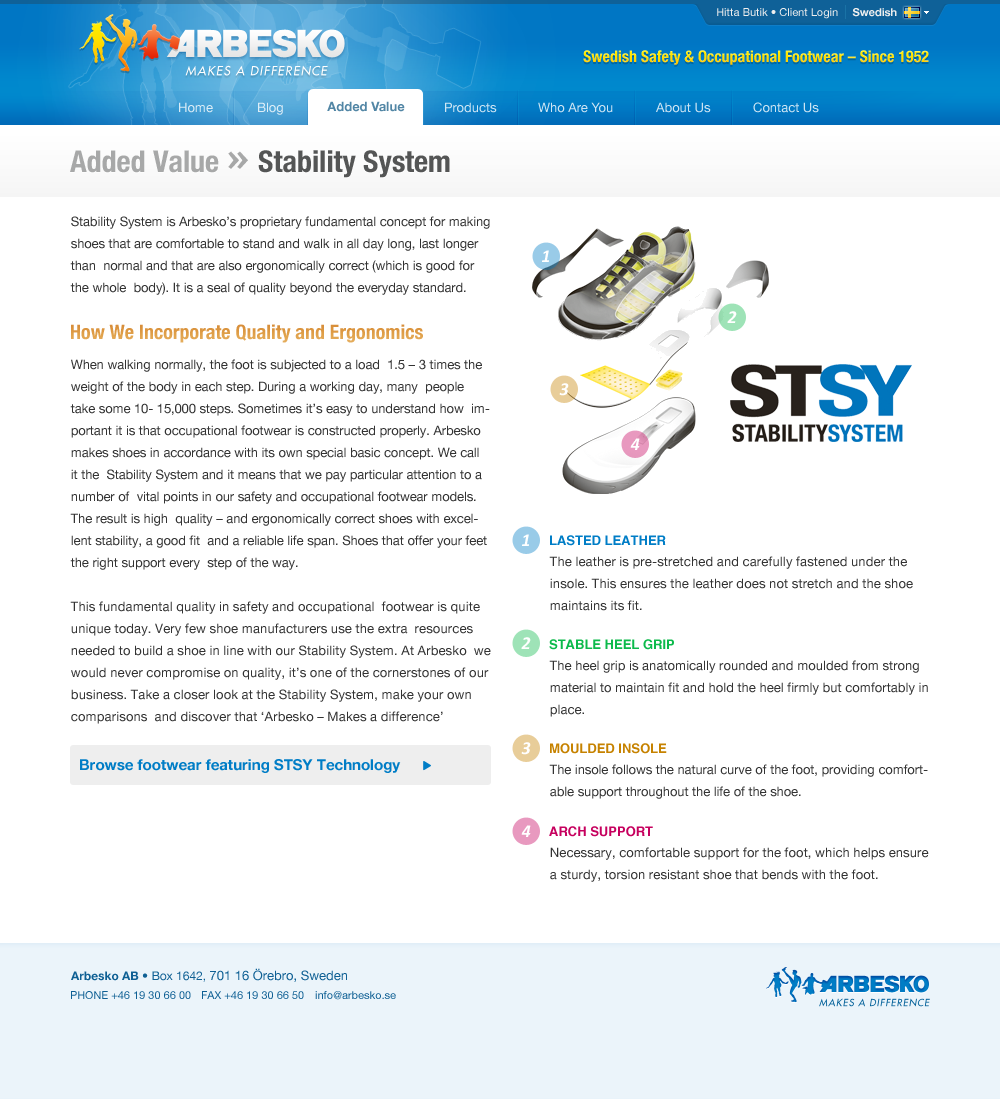 Hitta Butik • Client Login Swedish
ARBESKO
MAKES A DIFFERENCE
Swedish Safety & Occupational Footwear – Since 1952
Home Blog Added Value Products Who Are You About Us Contact Us
Added Value » Stability System
Stability System is Arbesko’s proprietary fundamental concept for making
shoes that are comfortable to stand and walk in all day long, last longer
than normal and that are also ergonomically correct (which is good for
the whole body). It is a seal of quality beyond the everyday standard.
How We Incorporate Quality and Ergonomics
When walking normally, the foot is subjected to a load 1.5 – 3 times the
weight of the body in each step. During a working day, many people
take some 10- 15,000 steps. Sometimes it’s easy to understand how im-
portant it is that occupational footwear is constructed properly. Arbesko
makes shoes in accordance with its own special basic concept. We call
it the Stability System and it means that we pay particular attention to a
number of vital points in our safety and occupational footwear models.
The result is high quality – and ergonomically correct shoes with excel-
lent stability, a good fit and a reliable life span. Shoes that offer your feet
the right support every step of the way.
This fundamental quality in safety and occupational footwear is quite
unique today. Very few shoe manufacturers use the extra resources
needed to build a shoe in line with our Stability System. At Arbesko we
would never compromise on quality, it’s one of the cornerstones of our
business. Take a closer look at the Stability System, make your own
comparisons and discover that ‘Arbesko – Makes a difference’
Browse footwear featuring STSY Technology
1
2
3
4
STSY
STABILITYSYSTEM
1 LASTED LEATHER
The leather is pre-stretched and carefully fastened under the
insole. This ensures the leather does not stretch and the shoe
maintains its fit.
2 STABLE HEEL GRIP
The heel grip is anatomically rounded and moulded from strong
material to maintain fit and hold the heel firmly but comfortably in
place.
3 MOULDED INSOLE
The insole follows the natural curve of the foot, providing comfort-
able support throughout the life of the shoe.
4 ARCH SUPPORT
Necessary, comfortable support for the foot, which helps ensure
a sturdy, torsion resistant shoe that bends with the foot.
Arbesko AB • Box 1642, 701 16 Örebro, Sweden
PHONE +46 19 30 66 00 FAX +46 19 30 66 50 info@arbesko.se
ARBESKO
MAKES A DIFFERENCE